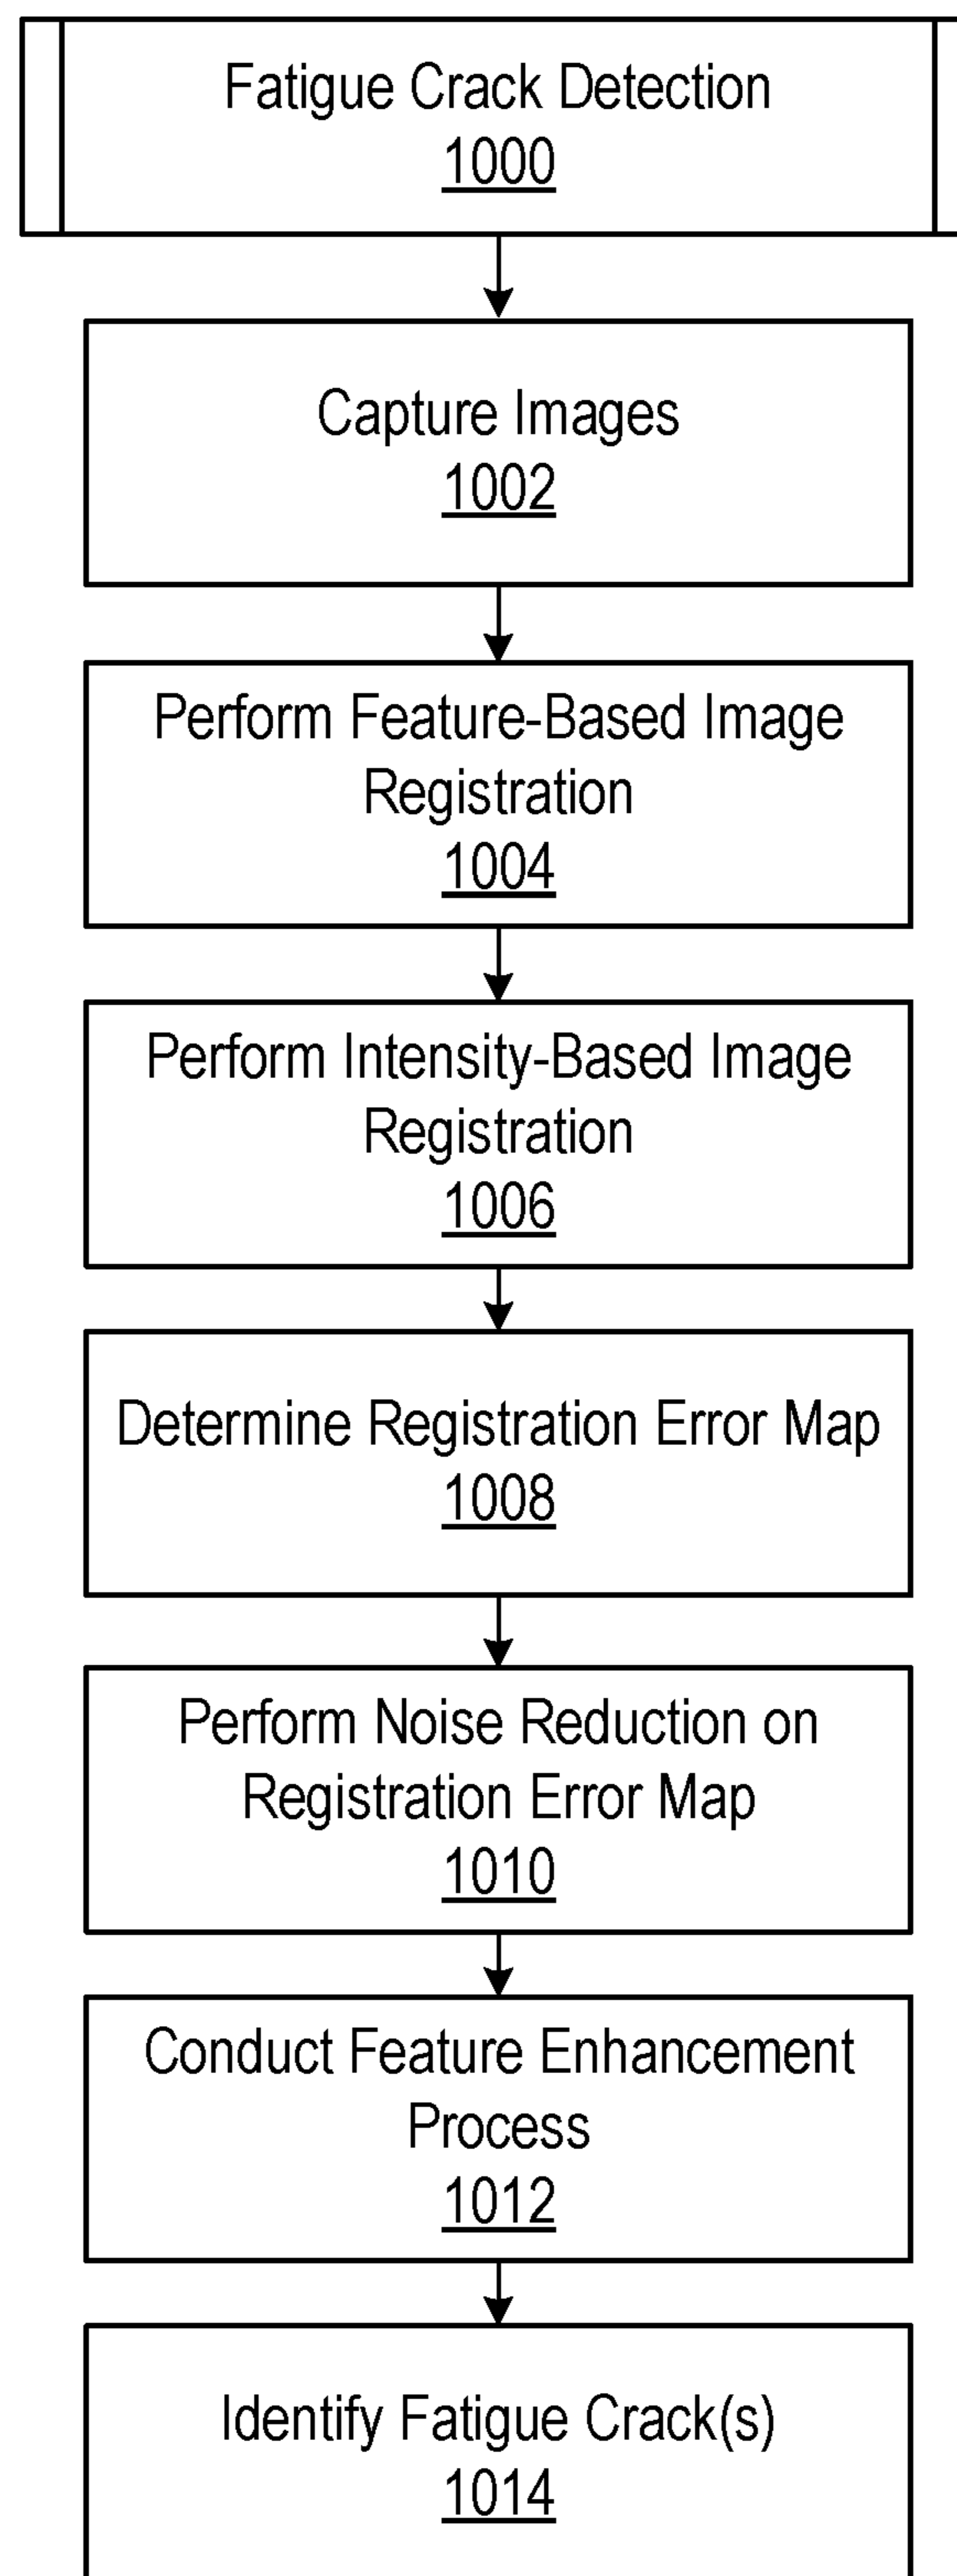 Fatigue Crack Detection
1000
Capture Images
1002
Perform Feature-Based Image
Registration
1004
Perform Intensity-Based Image
Registration
1006
Determine Registration Error Map
1008
Perform Noise Reduction on
Registration Error Map
1010
Conduct Feature Enhancement
Process
1012
Identify Fatigue Crack(s)
1014